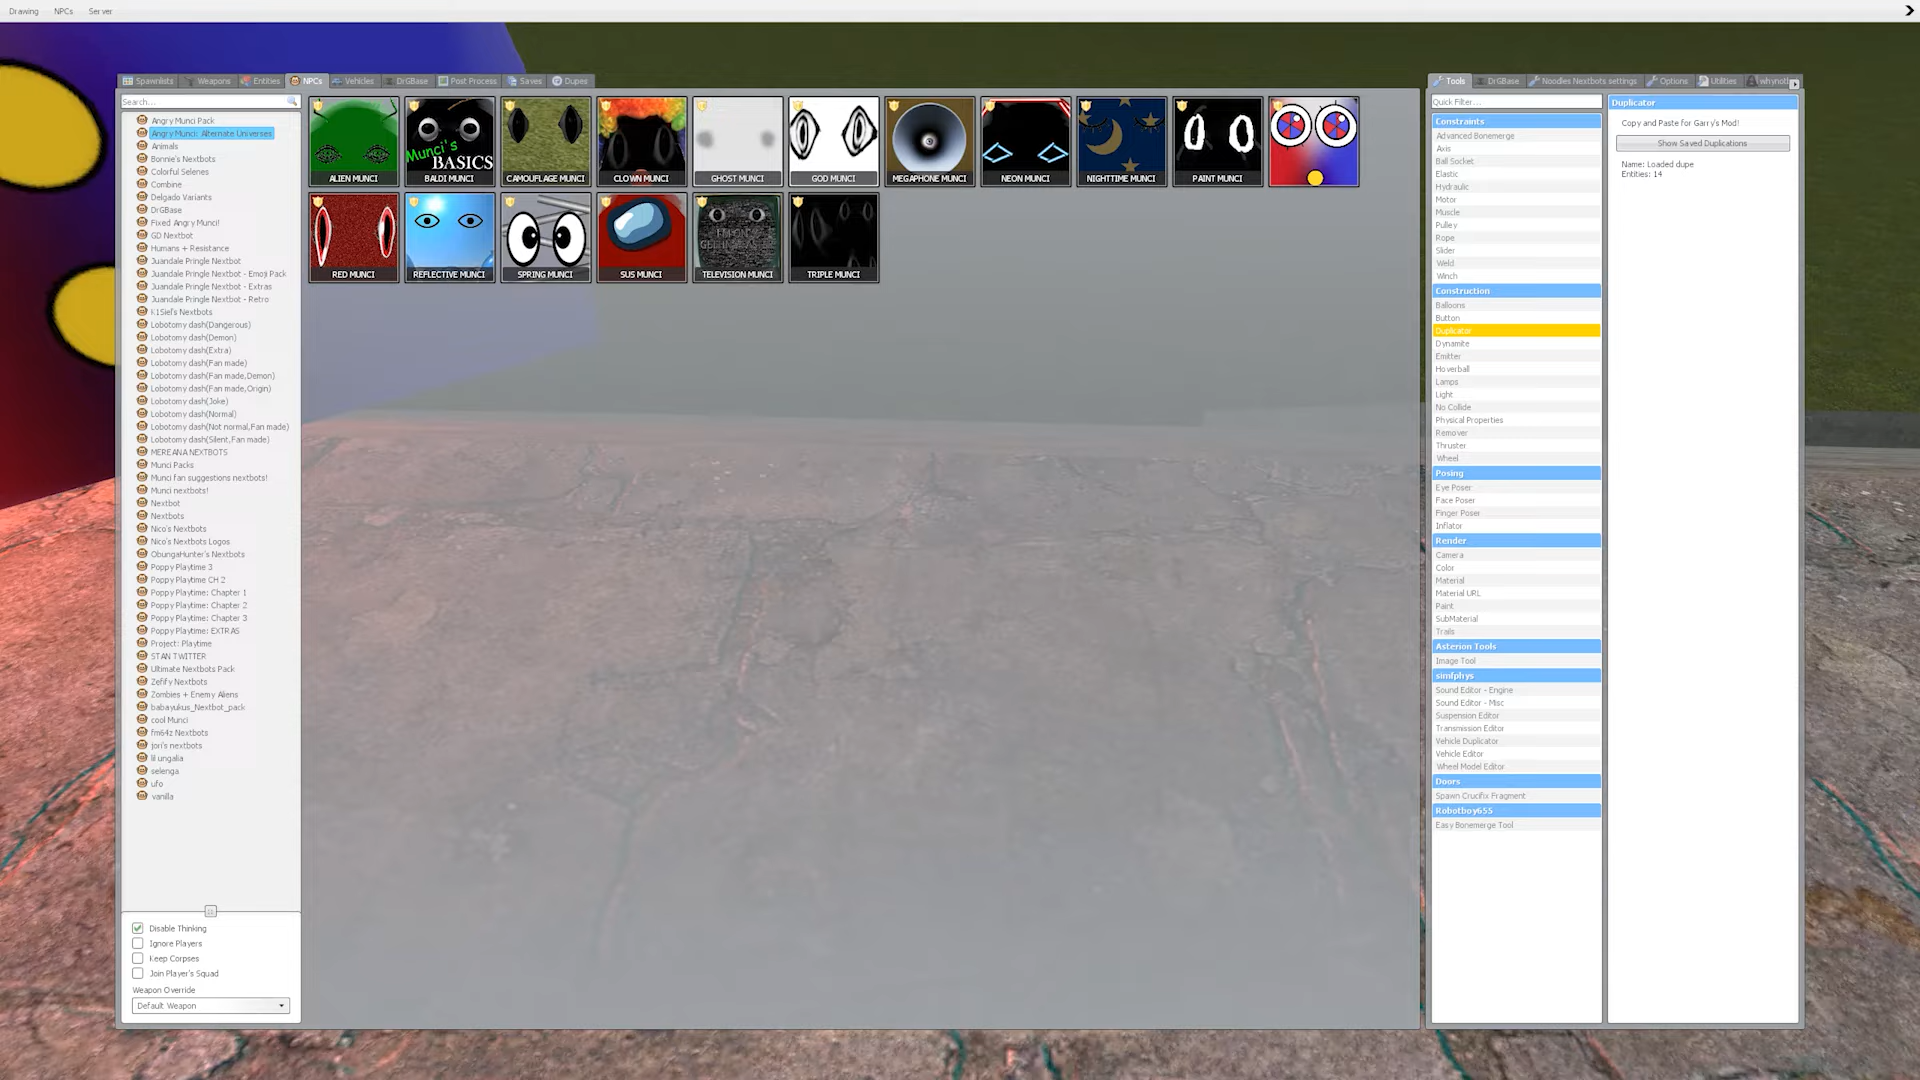 Drawing NPCs Server
Spawnlists Weapons Entities NPCs Vehicles DrGBase Post Process Saves Dupes
Search...
Angry Munci Pack
Angry Munci: Alternate Universes
Animals
Bonnie's Nextbots
Colorful Selenes
Combine
Delgado Variants
DrGBase
Fixed Angry Munci!
GD Nextbot
Humans + Resistance
Juandale Pringle Nextbot
Juandale Pringle Nextbot - Emoji Pack
Juandale Pringle Nextbot - Extras
Juandale Pringle Nextbot - Retro
K1Siel's Nextbots
Lobotomy dash(Dangerous)
Lobotomy dash(Demon)
Lobotomy dash(Extra)
Lobotomy dash(Fan made)
Lobotomy dash(Fan made,Demon)
Lobotomy dash(Fan made,Origin)
Lobotomy dash(Joke)
Lobotomy dash(Normal)
Lobotomy dash(Not normal,Fan made)
Lobotomy dash(Silent,Fan made)
MEREANA NEXTBOTS
Munci Packs
Munci fan suggestions nextbots!
Munci nextbots!
Nextbot
Nextbots
Nico's Nextbots
Nico's Nextbots Logos
ObungaHunter's Nextbots
Poppy Playtime 3
Poppy Playtime CH 2
Poppy Playtime: Chapter 1
Poppy Playtime: Chapter 2
Poppy Playtime: Chapter 3
Poppy Playtime: EXTRAS
Project: Playtime
STAN TWITTER
Ultimate Nextbots Pack
Zefify Nextbots
Zombies + Enemy Aliens
babayukus_Nextbot_pack
cool Munci
fm64z Nextbots
jori's nextbots
lil ungalia
selenga
ufo
vanilla
Disable Thinking
Ignore Players
Keep Corpses
Join Player's Squad
Weapon Override
Default Weapon
Munci's
BASICS
ALIEN MUNCI BALDI MUNCI CAMOUFLAGE MUNCI CLOWN MUNCI GHOST MUNCI GOD MUNCI MEGAPHONE MUNCI NEON MUNCI NIGHTTIME MUNCI PAINT MUNCI
RED MUNCI REFLECTIVE MUNCI SPRING MUNCI SUS MUNCI TELEVISION MUNCI TRIPLE MUNCI
Tools DrGBase Noodles Nextbots settings Options Utilities
Quick Filter...
Constraints
Advanced Bonemerge
Axis
Ball Socket
Elastic
Hydraulic
Motor
Muscle
Pulley
Rope
Slider
Weld
Winch
Construction
Balloons
Button
Duplicator
Dynamite
Emitter
Hoverball
Lamps
Light
No Collide
Physical Properties
Remover
Thruster
Wheel
Posing
Eye Poser
Face Poser
Finger Poser
Inflator
Render
Camera
Color
Material
Material URL
Paint
SubMaterial
Trails
Asterion Tools
Image Tool
simfphys
Sound Editor - Engine
Sound Editor - Misc
Suspension Editor
Transmission Editor
Vehicle Duplicator
Vehicle Editor
Wheel Model Editor
Doors
Spawn Crucifix Fragment
Robotboy655
Easy Bonemerge Tool
Duplicator
Copy and Paste for Garry's Mod!
Show Saved Duplications
Name: Loaded dupe
Entities: 14